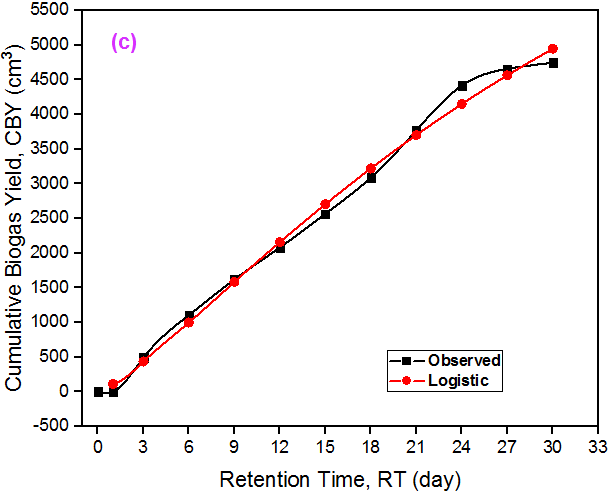 (c)
Cumulative Biogas Yield, CBY (cm³)
5500
5000
4500
4000
3500
3000
2500
2000
1500
1000
500
0
-500
Observed
Logistic
0 3 6 9 12 15 18 21 24 27 30 33
Retention Time, RT (day)